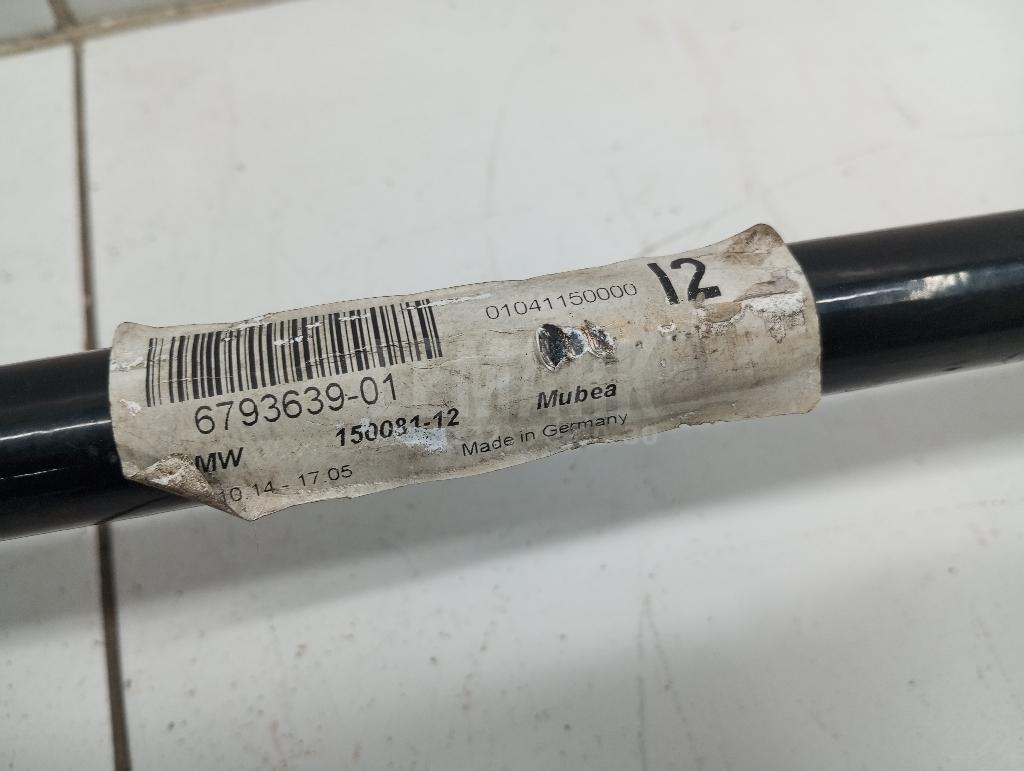 01041150000 12
6793639-01
MW 150081-12 Mubea
10.14 - 17.05 Made in Germany